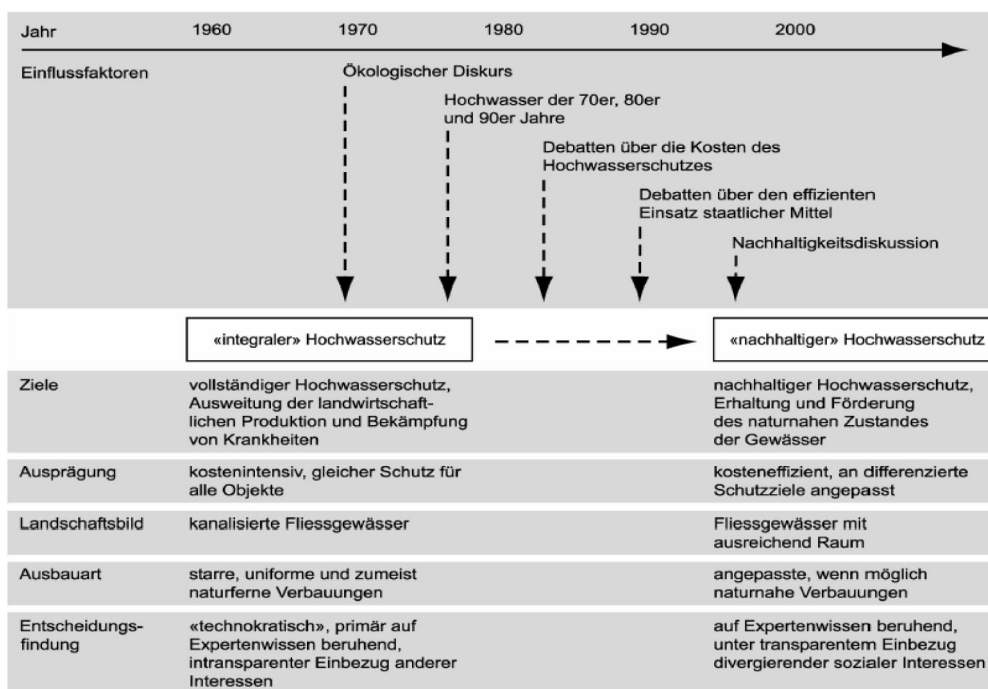 Jahr 1960 1970 1980 1990 2000
Einflussfaktoren
Ökologischer Diskurs
Hochwasser der 70er, 80er
und 90er Jahre
Debatten über die Kosten des
Hochwasserschutzes
Debatten über den effizienten
Einsatz staatlicher Mittel
Nachhaltigkeitsdiskussion
«integraler» Hochwasserschutz
«nachhaltiger» Hochwasserschutz
Ziele
vollständiger Hochwasserschutz,
Ausweitung der landwirtschaft-
lichen Produktion und Bekämpfung
von Krankheiten
nachhaltiger Hochwasserschutz,
Erhaltung und Förderung
des naturnahen Zustandes
der Gewässer
Ausprägung
kostenintensiv, gleicher Schutz für
alle Objekte
kosteneffizient, an differenzierte
Schutzziele angepasst
Landschaftsbild
kanalisierte Fliessgewässer
Fliessgewässer mit
ausreichend Raum
Ausbauart
starre, uniforme und zumeist
naturferne Verbauungen
angepasste, wenn möglich
naturnahe Verbauungen
Entscheidungs-
findung
«technokratisch», primär auf
Expertenwissen beruhend,
intransparenter Einbezug anderer
Interessen
auf Expertenwissen beruhend,
unter transparentem Einbezug
divergierender sozialer Interessen